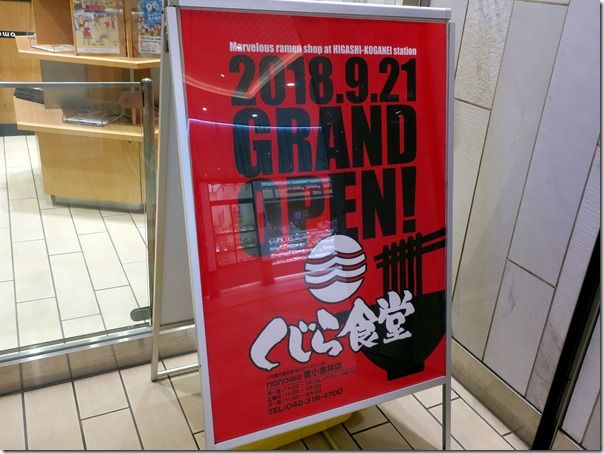 Marvelous ramen shop at HIGASHI-KOGANEI station
2018.9.21
GRAND
OPEN!
くじら食堂
nonowa 東小金井店
TEL/042-316-4700